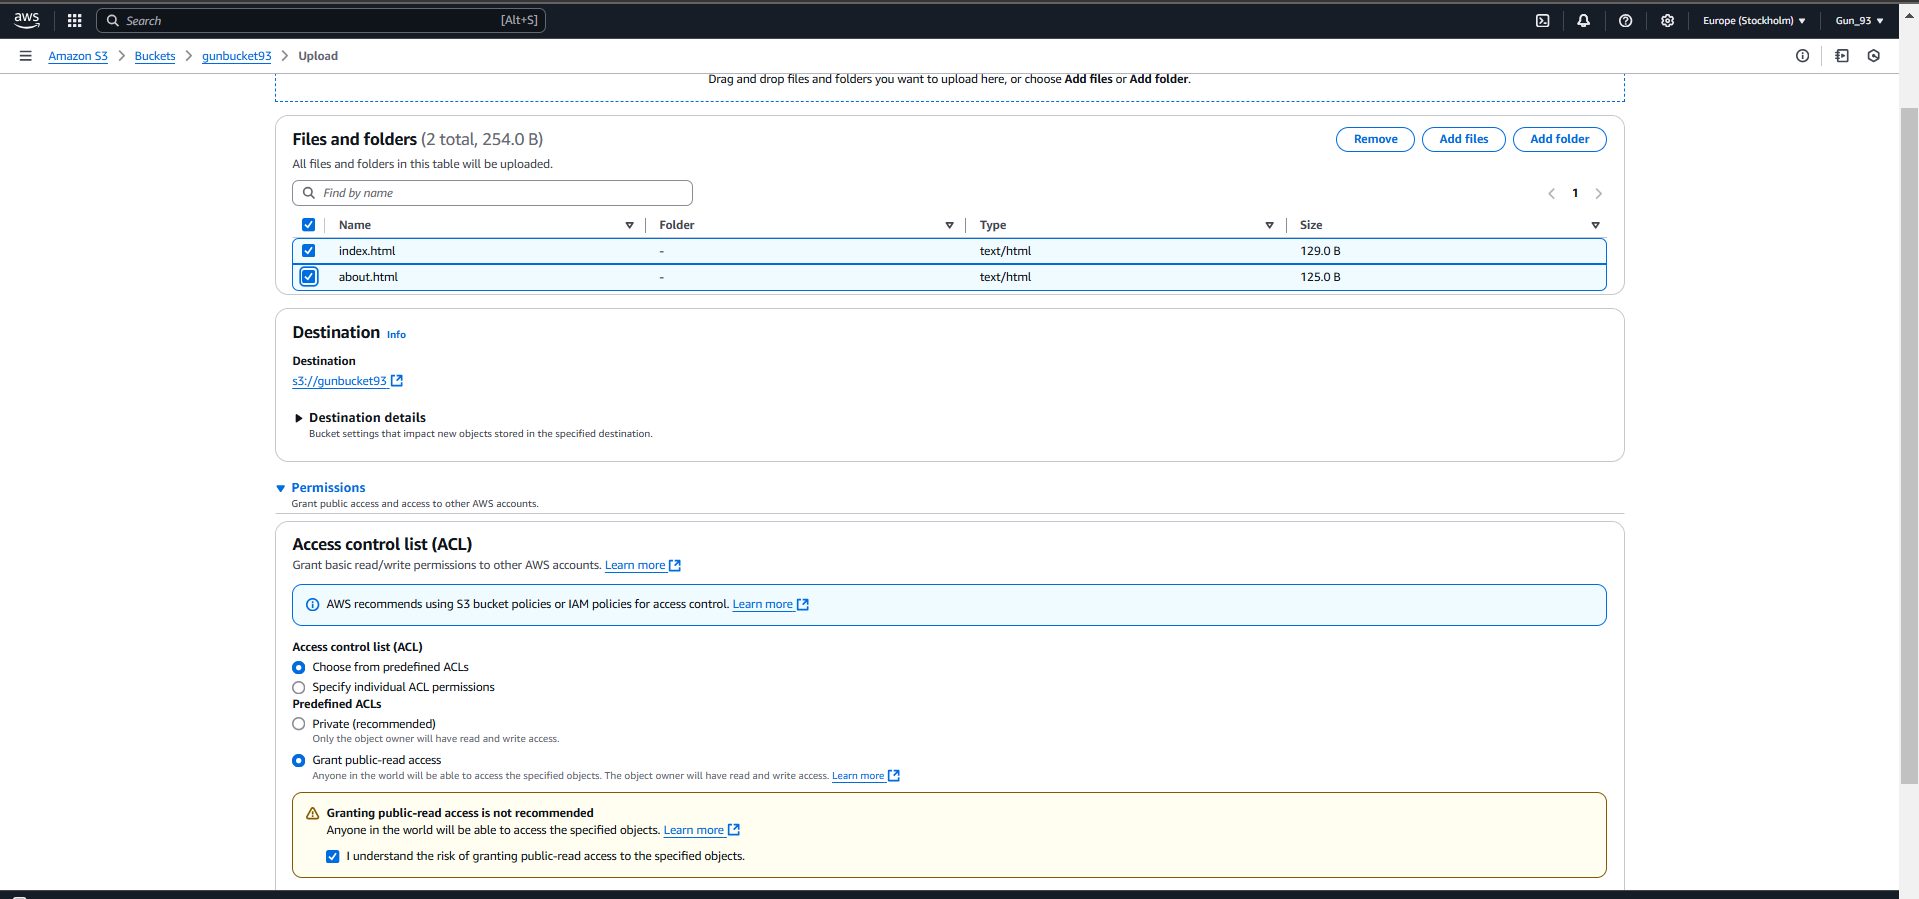 aws
Search [Alt+S] Europe (Stockholm) Gun_93
Amazon S3 Buckets gunbucket93 Upload
Drag and drop files and folders you want to upload here, or choose Add files or Add folder.
Files and folders (2 total, 254.0 B) Remove Add files Add folder
All files and folders in this table will be uploaded.
Find by name 1
Name Folder Type Size
index.html - text/html 129.0 B
about.html - text/html 125.0 B
Destination Info
Destination
s3://gunbucket93
Destination details
Bucket settings that impact new objects stored in the specified destination.
Permissions
Grant public access and access to other AWS accounts.
Access control list (ACL)
Grant basic read/write permissions to other AWS accounts. Learn more
AWS recommends using S3 bucket policies or IAM policies for access control. Learn more
Access control list (ACL)
Choose from predefined ACLs
Specify individual ACL permissions
Predefined ACLs
Private (recommended)
Only the object owner will have read and write access.
Grant public-read access
Anyone in the world will be able to access the specified objects. The object owner will have read and write access. Learn more
Granting public-read access is not recommended
Anyone in the world will be able to access the specified objects. Learn more
I understand the risk of granting public-read access to the specified objects.